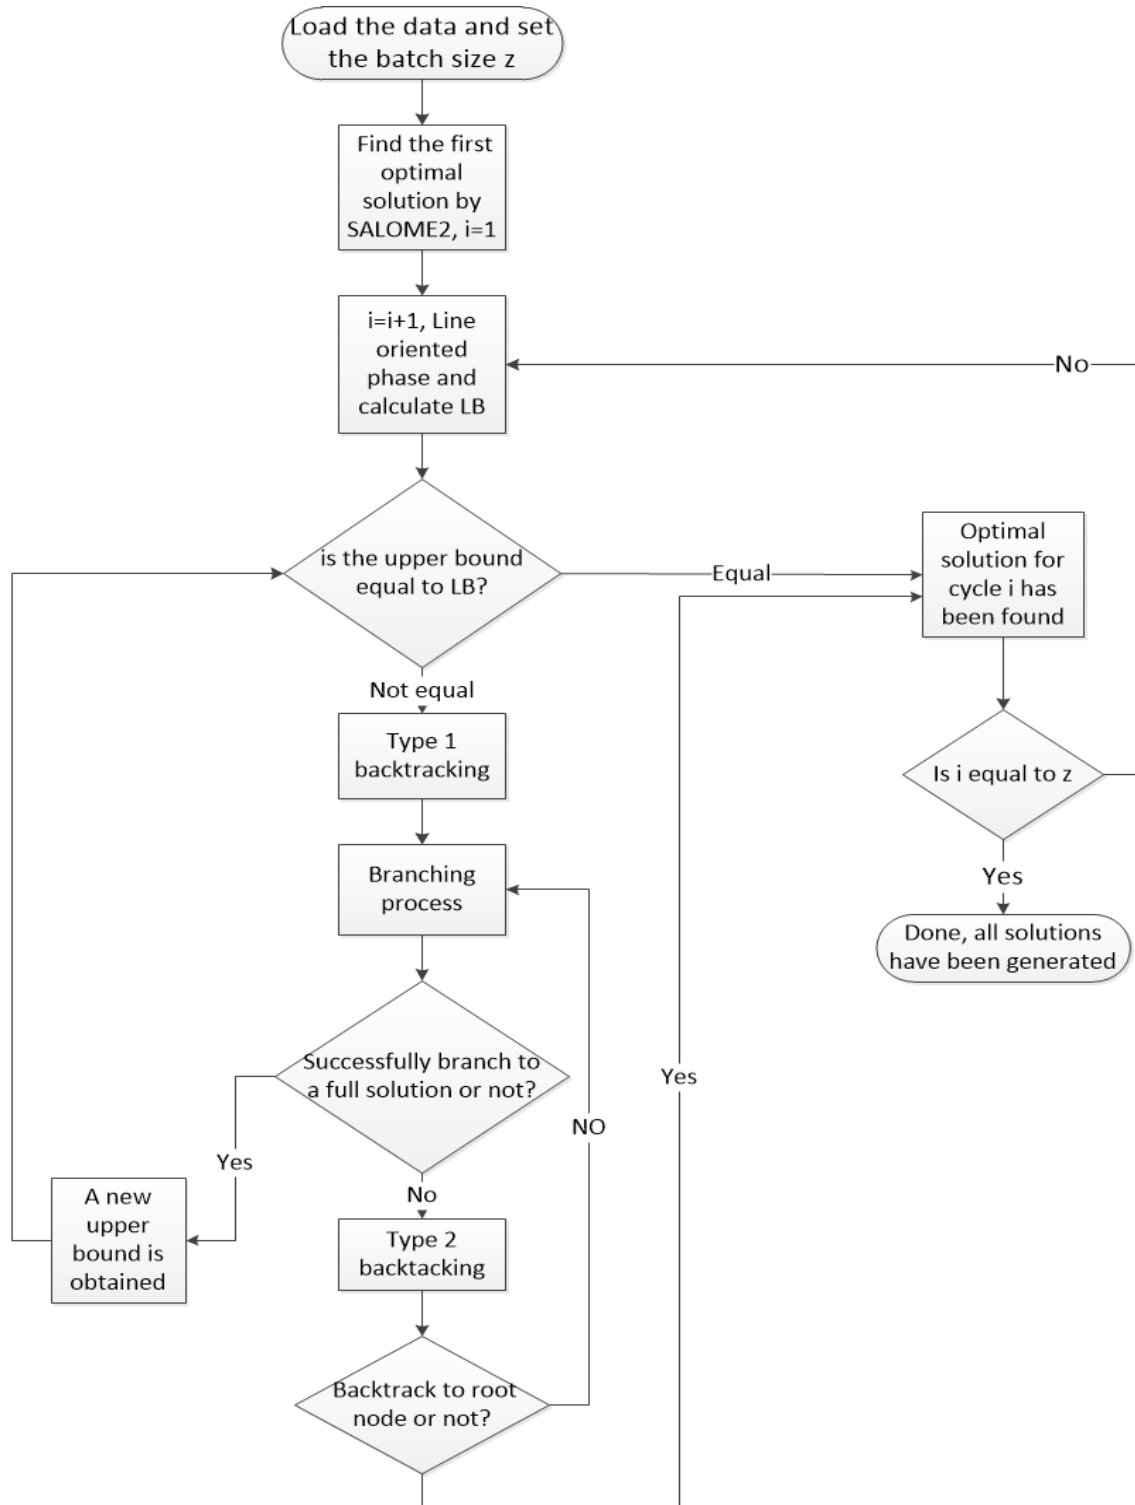 Load the data and set
the batch size z
Find the first
optimal
solution by
SALOME2, i=1
i=i+1, Line
oriented
phase and
calculate LB
No
is the upper bound
equal to LB?
Equal
Optimal
solution for
cycle i has
been found
Not equal
Type 1
backtracking
Is i equal to z
Branching
process
Yes
Done, all solutions
have been generated
Successfully branch to
a full solution or not?
Yes
NO
Yes
No
A new
upper
bound is
obtained
Type 2
backtacking
Backtrack to root
node or not?